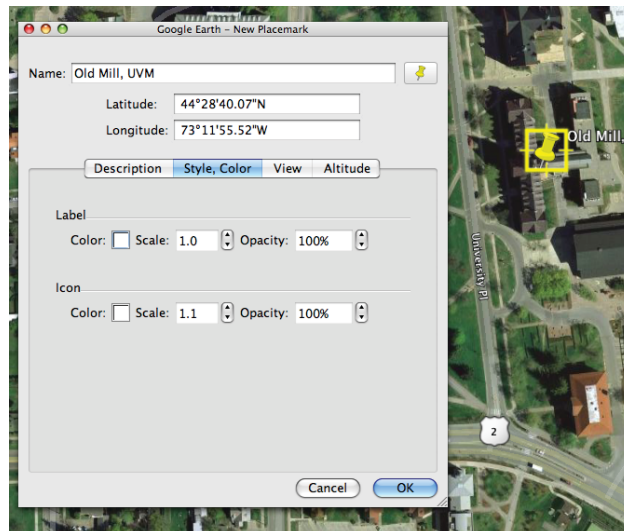 Google Earth - New Placemark
Name: Old Mill, UVM
Latitude: 44°28'40.07"N
Longitude: 73°11'55.52"W
Description Style, Color View Altitude
Label
Color: Scale: 1.0 Opacity: 100%
Icon
Color: Scale: 1.1 Opacity: 100%
Cancel OK
Old Mill,
University Pl
2